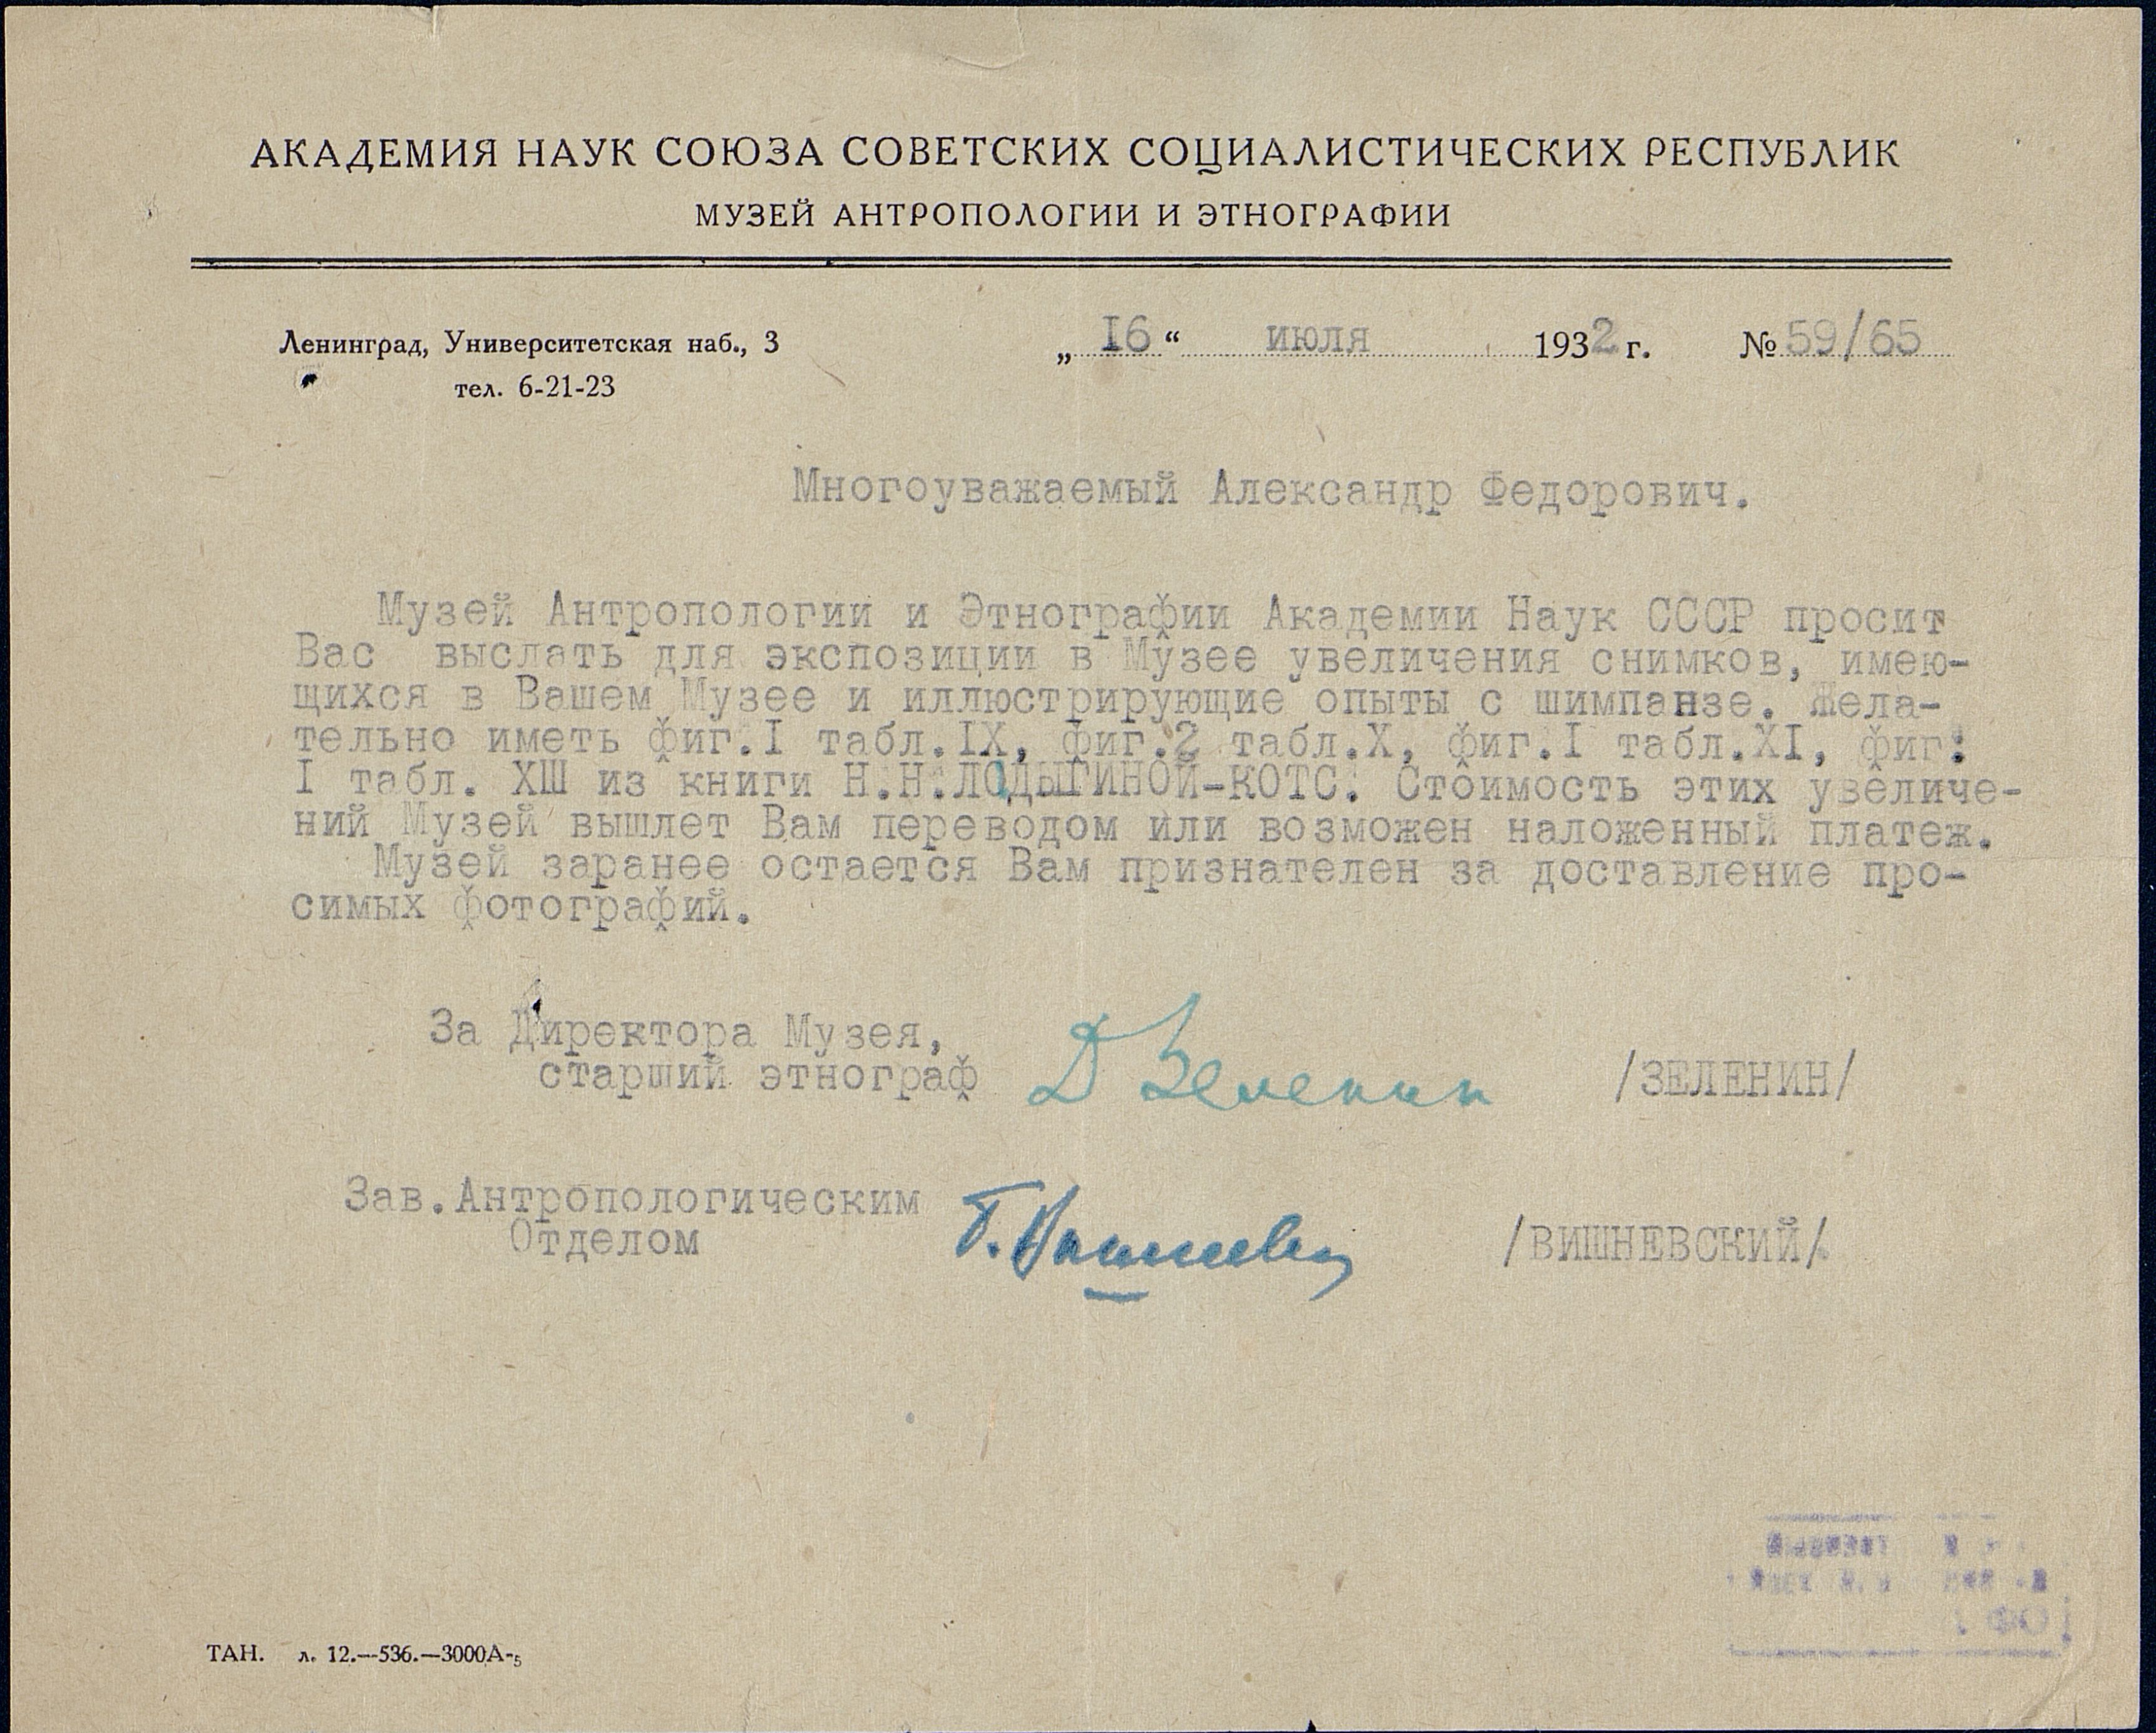 АКАДЕМИЯ НАУК СОЮЗА СОВЕТСКИХ СОЦИАЛИСТИЧЕСКИХ РЕСПУБЛИК
МУЗЕЙ АНТРОПОЛОГИИ И ЭТНОГРАФИИ
Ленинград, Университетская наб., 3
тел. 6-21-23
„ 16 “ июля 1932 г. № 59/65
Многоуважаемый Александр Федорович.
Музей Антропологии и Этнографии Академии Наук СССР просит
Вас выслать для экспозиции в Музее увеличения снимков, имею-
щихся в Вашем Музее и иллюстрирующие опыты с шимпанзе. Жела-
тельно иметь фиг.I табл.IX, фиг.2 табл.X, фиг.I табл.XI, фиг:
I табл. XШ из книги Н.Н.ЛОДЫГИНОЙ-КОТС. Стоимость этих увеличе-
ний Музей вышлет Вам переводом или возможен наложенный платеж.
Музей заранее остается Вам признателен за доставление про-
симых фотографий.
За Директора Музея,
старший этнограф Д Зеленин /ЗЕЛЕНИН/
Зав.Антропологическим
Отделом Б. Вишневский /ВИШНЕВСКИЙ/.
ТАН. л. 12.—536.—3000А-5